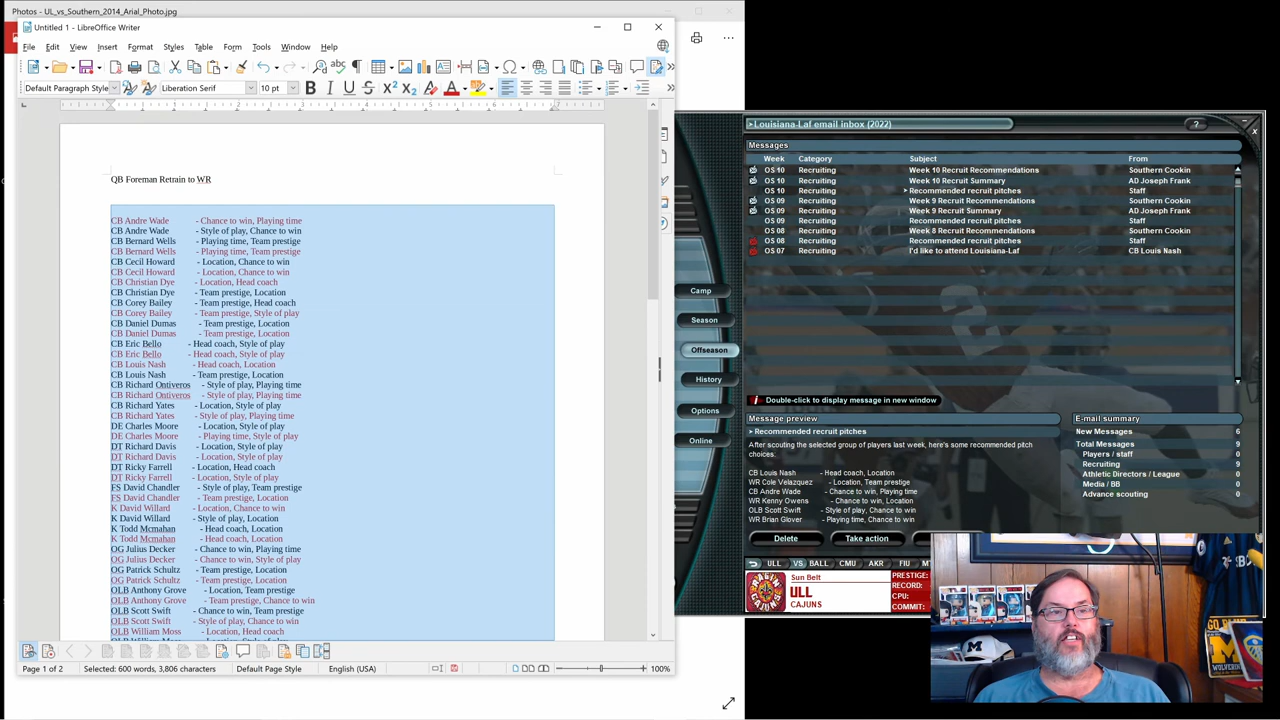 Photos - UL_vs_Southern_2014_Arial_Photo.jpg
Untitled 1 - LibreOffice Writer
File Edit View Insert Format Styles Table Form Tools Window Help
Default Paragraph Style Liberation Serif 10 pt
QB Foreman Retrain to WR
CB Andre Wade - Chance to win, Playing time
CB Andre Wade - Style of play, Chance to win
CB Bernard Wells - Playing time, Team prestige
CB Bernard Wells - Playing time, Team prestige
CB Cecil Howard - Location, Chance to win
CB Cecil Howard - Location, Chance to win
CB Christian Dye - Location, Head coach
CB Christian Dye - Team prestige, Location
CB Corey Bailey - Team prestige, Head coach
CB Corey Bailey - Team prestige, Style of play
CB Daniel Dumas - Team prestige, Location
CB Daniel Dumas - Team prestige, Location
CB Eric Bello - Head coach, Style of play
CB Eric Bello - Head coach, Style of play
CB Louis Nash - Head coach, Location
CB Louis Nash - Team prestige, Location
CB Richard Ontiveros - Style of play, Playing time
CB Richard Ontiveros - Style of play, Playing time
CB Richard Yates - Location, Style of play
CB Richard Yates - Style of play, Playing time
DE Charles Moore - Location, Style of play
DE Charles Moore - Playing time, Style of play
DT Richard Davis - Location, Style of play
DT Richard Davis - Location, Style of play
DT Ricky Farrell - Location, Head coach
DT Ricky Farrell - Location, Style of play
FS David Chandler - Style of play, Team prestige
FS David Chandler - Team prestige, Location
K David Willard - Location, Chance to win
K David Willard - Style of play, Location
K Todd Mcmahan - Head coach, Location
K Todd Mcmahan - Head coach, Location
OG Julius Decker - Chance to win, Playing time
OG Julius Decker - Chance to win, Style of play
OG Patrick Schultz - Team prestige, Location
OG Patrick Schultz - Team prestige, Location
OLB Anthony Grove - Location, Team prestige
OLB Anthony Grove - Team prestige, Chance to win
OLB Scott Swift - Chance to win, Team prestige
OLB Scott Swift - Style of play, Chance to win
OLB William Moss - Location, Head coach
Page 1 of 2 Selected: 600 words, 3,806 characters Default Page Style English (USA) 100%
Louisiana-Laf email inbox (2022) ? x
Messages
Week Category Subject From
OS 10 Recruiting Week 10 Recruit Recommendations Southern Cookin
OS 10 Recruiting Week 10 Recruit Summary AD Joseph Frank
OS 10 Recruiting Recommended recruit pitches Staff
OS 09 Recruiting Week 9 Recruit Recommendations Southern Cookin
OS 09 Recruiting Week 9 Recruit Summary AD Joseph Frank
OS 09 Recruiting Recommended recruit pitches Staff
OS 08 Recruiting Week 8 Recruit Recommendations Southern Cookin
OS 08 Recruiting Recommended recruit pitches Staff
OS 07 Recruiting I'd like to attend Louisiana-Laf CB Louis Nash
Camp
Season
Offseason
History
Options
Online
Double-click to display message in new window
Message preview
Recommended recruit pitches
After scouting the selected group of players last week, here's some recommended pitch
choices:
CB Louis Nash - Head coach, Location
WR Cole Velazquez - Location, Team prestige
CB Andre Wade - Chance to win, Playing time
WR Kenny Owens - Chance to win, Location
OLB Scott Swift - Style of play, Chance to win
WR Brian Glover - Playing time, Chance to win
E-mail summary
New Messages 6
Total Messages 9
Players / staff 0
Recruiting 9
Athletic Directors / League 0
Media / BB 0
Advance scouting 0
Delete Take action
ULL VS BALL CMU AKR FIU
RAGIN CAJUNS
Sun Belt
ULL
CAJUNS
PRESTIGE:
RECORD:
CPU:
COMMIT:
M
GO BLUE
M
WOLVERINE